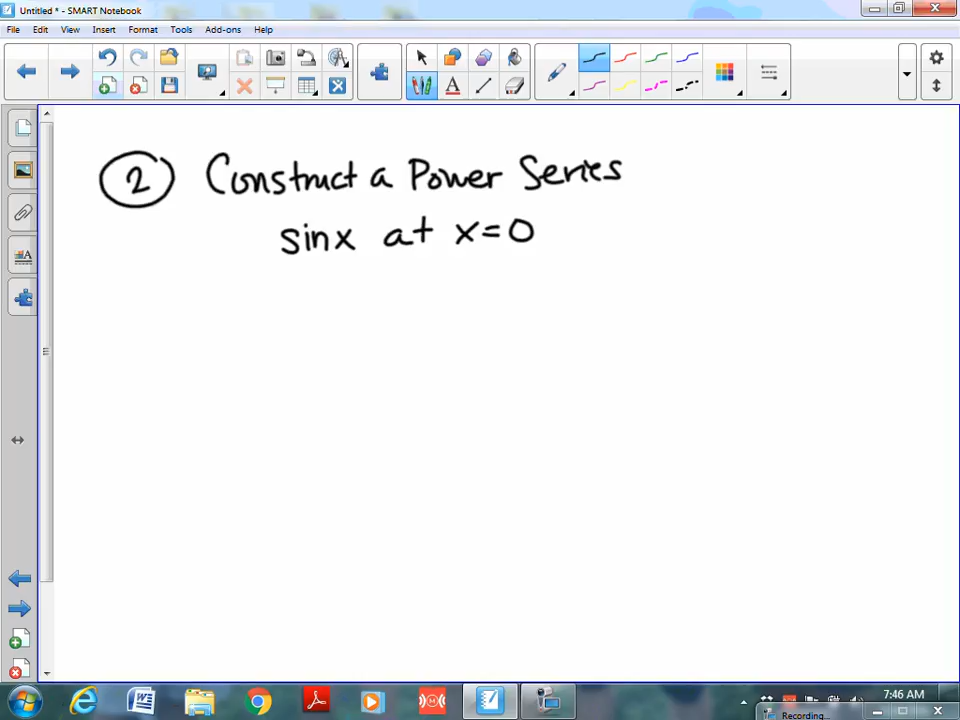 Untitled * - SMART Notebook
File Edit View Insert Format Tools Add-ons Help
2 Construct a Power Series
sinx at x=0
7:46 AM
Recording...